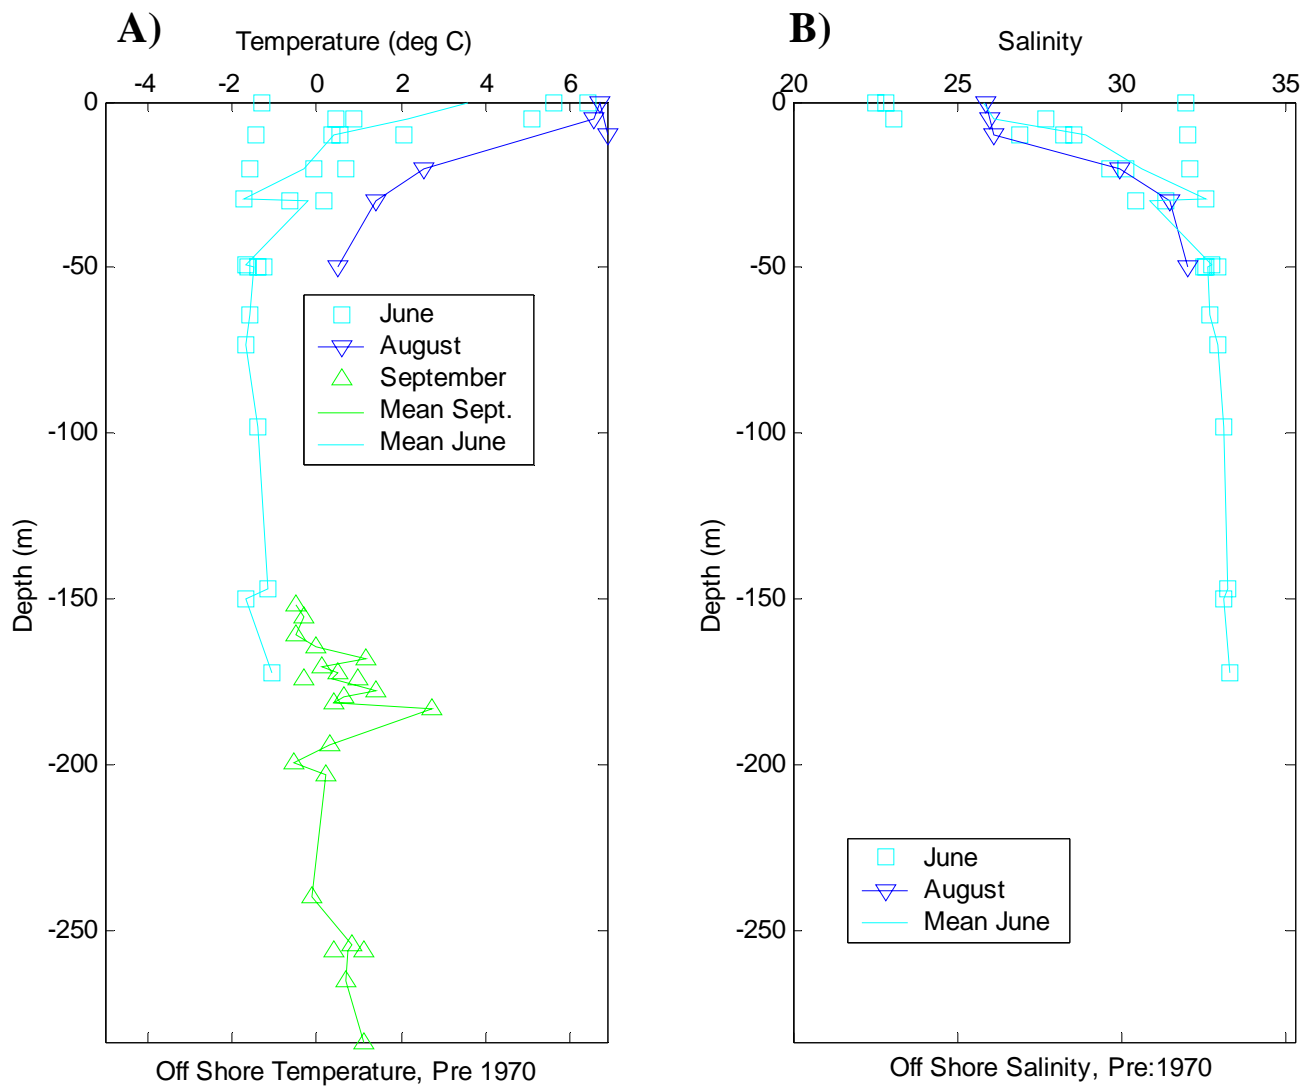 A)
Temperature (deg C)
-4 -2 0 2 4 6
0
-50
-100
-150
-200
-250
Depth (m)
June
August
September
Mean Sept.
Mean June
Off Shore Temperature, Pre 1970
B)
Salinity
20 25 30 35
0
-50
-100
-150
-200
-250
Depth (m)
June
August
Mean June
Off Shore Salinity, Pre:1970